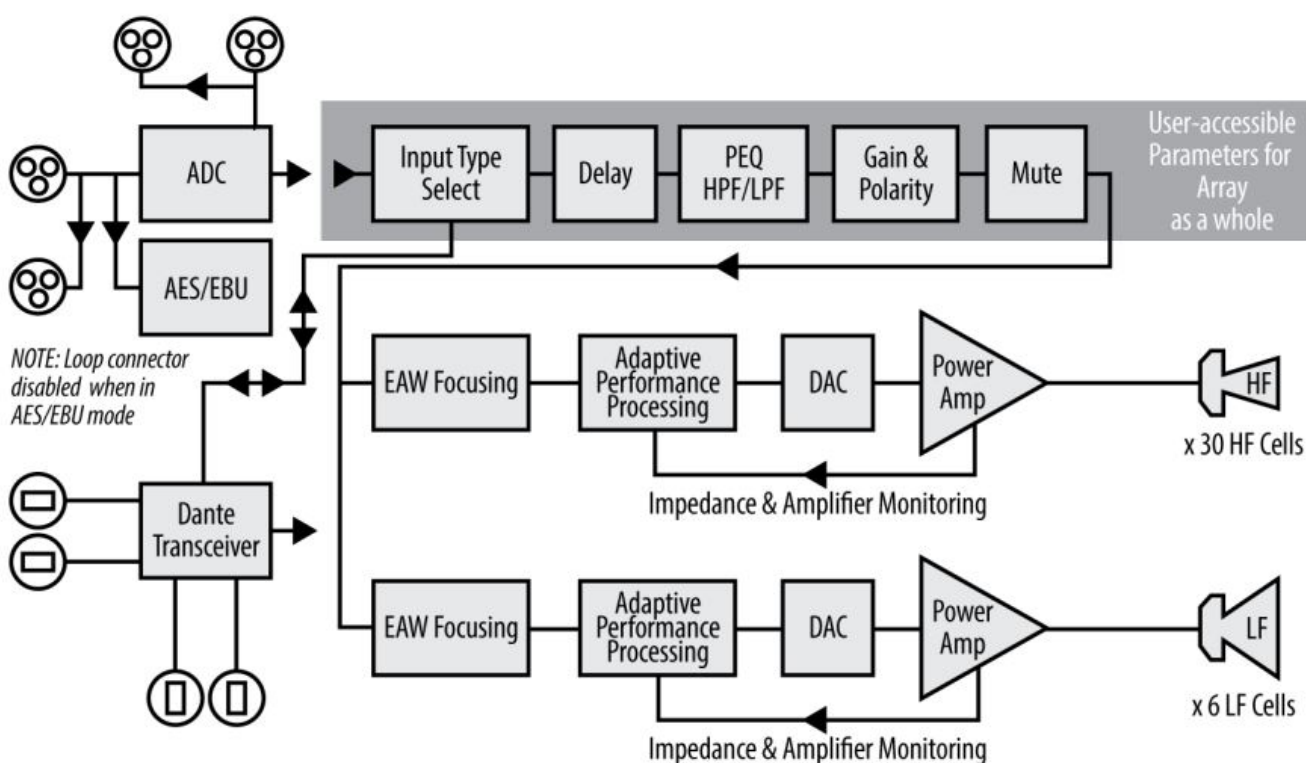 ADC
AES/EBU
NOTE: Loop connector
disabled when in
AES/EBU mode
Dante
Transceiver
Input Type
Select
Delay
PEQ
HPF/LPF
Gain &
Polarity
Mute
User-accessible
Parameters for
Array
as a whole
EAW Focusing
Adaptive
Performance
Processing
DAC
Power
Amp
HF
x 30 HF Cells
Impedance & Amplifier Monitoring
EAW Focusing
Adaptive
Performance
Processing
DAC
Power
Amp
LF
x 6 LF Cells
Impedance & Amplifier Monitoring